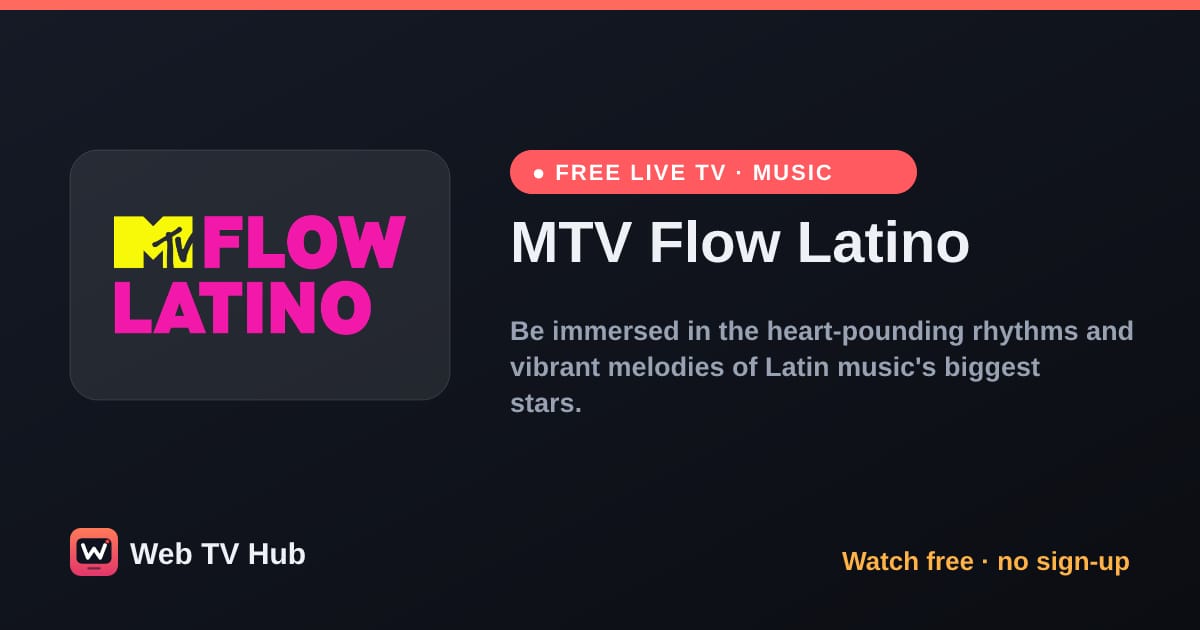 MTV FLOW
LATINO
• FREE LIVE TV · MUSIC
MTV Flow Latino
Be immersed in the heart-pounding rhythms and
vibrant melodies of Latin music's biggest
stars.
W Web TV Hub
Watch free · no sign-up